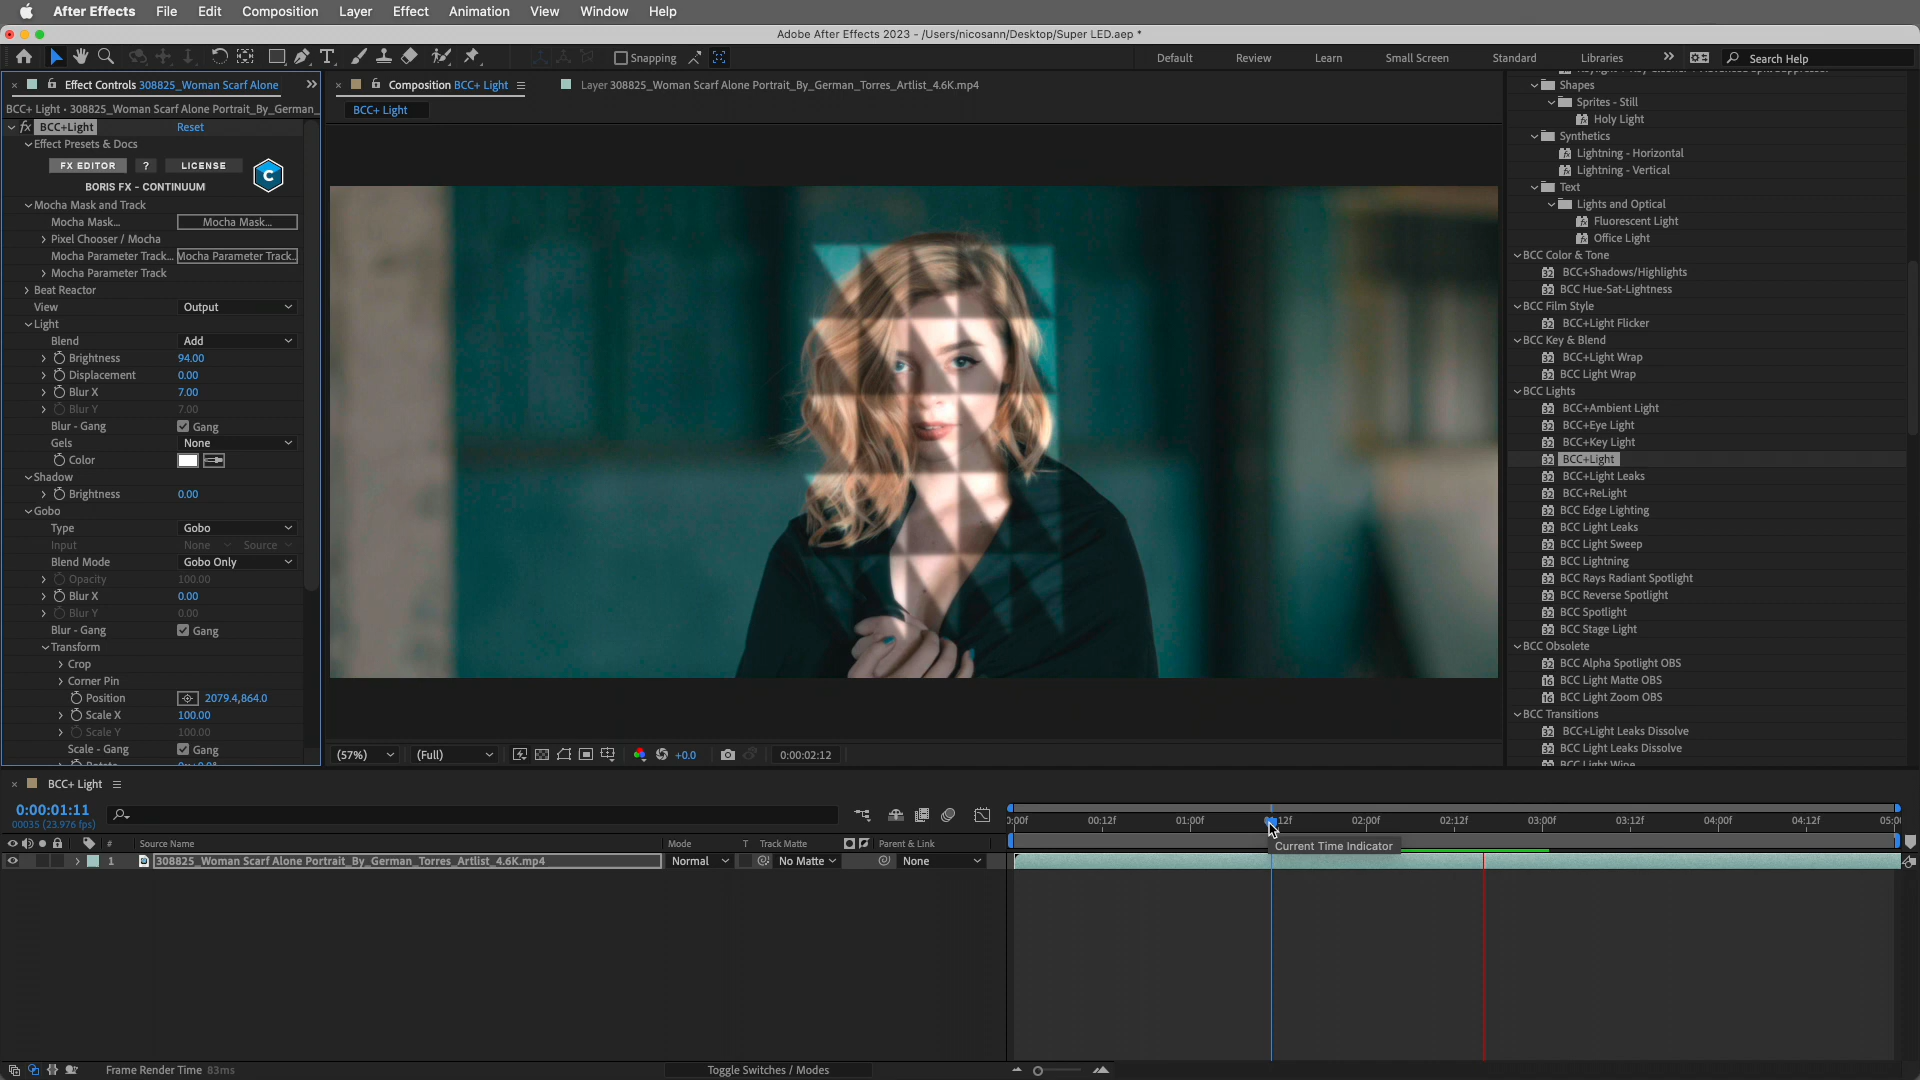 After Effects File Edit Composition Layer Effect Animation View Window Help
Adobe After Effects 2023 - /Users/nicosann/Desktop/Super LED.aep *
Snapping
Default Review Learn Small Screen Standard Libraries Search Help
Effect Controls 308825_Woman Scarf Alone
BCC+ Light • 308825_Woman Scarf Alone Portrait_By_German_
fx BCC+Light Reset
Effect Presets & Docs
FX EDITOR ? LICENSE
BORIS FX - CONTINUUM
C
Mocha Mask and Track
Mocha Mask... Mocha Mask...
Pixel Chooser / Mocha
Mocha Parameter Track... Mocha Parameter Track...
Mocha Parameter Track
Beat Reactor
View Output
Light
Blend Add
Brightness 94.00
Displacement 0.00
Blur X 7.00
Blur Y 7.00
Blur - Gang Gang
Gels None
Color
Shadow
Brightness 0.00
Gobo
Type Gobo
Input None Source
Blend Mode Gobo Only
Opacity 100.00
Blur X 0.00
Blur Y 0.00
Blur - Gang Gang
Transform
Crop
Corner Pin
Position 2079.4,864.0
Scale X 100.00
Scale Y 100.00
Scale - Gang Gang
Composition BCC+ Light
Layer 308825_Woman Scarf Alone Portrait_By_German_Torres_Artlist_4.6K.mp4
BCC+ Light
(57%) (Full) +0.0 0:00:02:12
Shapes
Sprites - Still
Holy Light
Synthetics
Lightning - Horizontal
Lightning - Vertical
Text
Lights and Optical
Fluorescent Light
Office Light
BCC Color & Tone
BCC+Shadows/Highlights
BCC Hue-Sat-Lightness
BCC Film Style
BCC+Light Flicker
BCC Key & Blend
BCC+Light Wrap
BCC Light Wrap
BCC Lights
BCC+Ambient Light
BCC+Eye Light
BCC+Key Light
BCC+Light
BCC+Light Leaks
BCC+ReLight
BCC Edge Lighting
BCC Light Leaks
BCC Light Sweep
BCC Lightning
BCC Rays Radiant Spotlight
BCC Reverse Spotlight
BCC Spotlight
BCC Stage Light
BCC Obsolete
BCC Alpha Spotlight OBS
BCC Light Matte OBS
BCC Light Zoom OBS
BCC Transitions
BCC+Light Leaks Dissolve
BCC Light Leaks Dissolve
BCC Light Wipe
BCC+ Light
0:00:01:11
00035 (23.976 fps)
00:12f 01:00f 02:00f 02:12f 03:00f 03:12f 04:00f 04:12f
# Source Name Mode T Track Matte Parent & Link
Current Time Indicator
1 308825_Woman Scarf Alone Portrait_By_German_Torres_Artlist_4.6K.mp4 Normal No Matte None
Frame Render Time 83ms
Toggle Switches / Modes